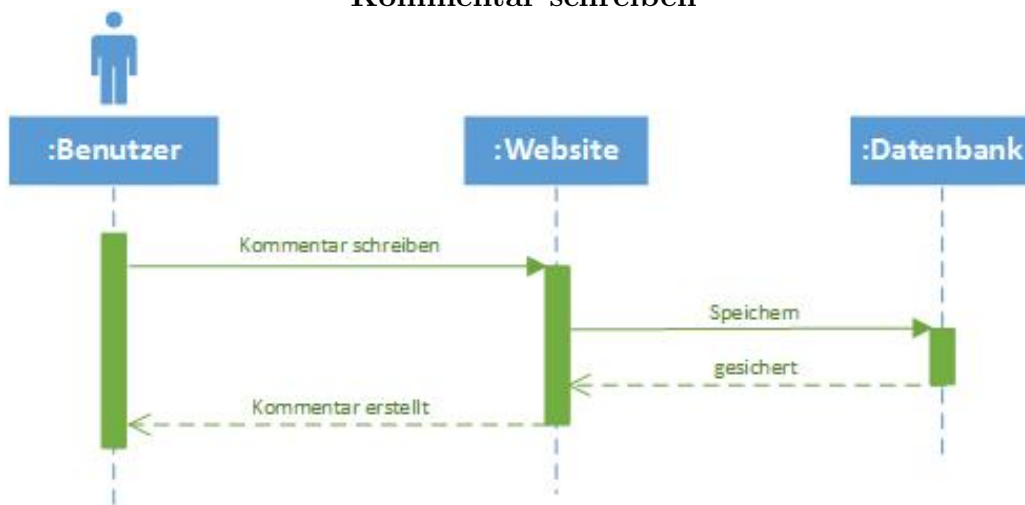 Kommentar schreiben
:Benutzer
:Website
:Datenbank
Kommentar schreiben
Speichern
gesichert
Kommentar erstellt